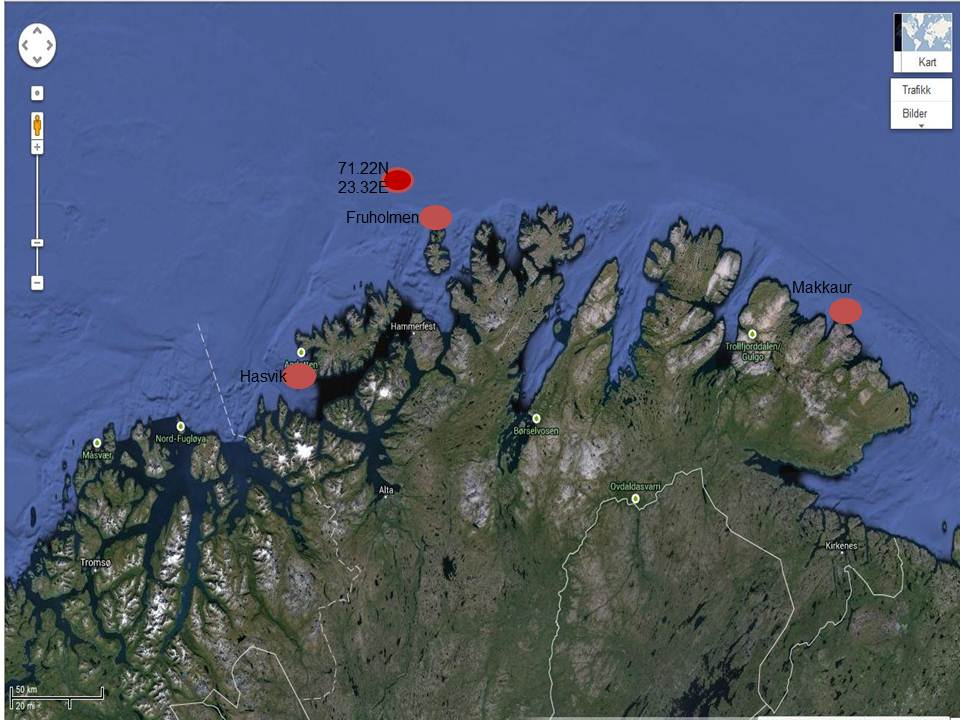 Kart
Trafikk
Bilder
71.22N
23.32E
Fruholmen
Makkaur
Hammerfest
Trollfjorddalen/
Gulgo
Hasvik
Nord-Fugløya
Måsvær
Børselvosen
Alta
Ovdaldasvarri
Kirkenes
Tromsø
50 km
20 mi